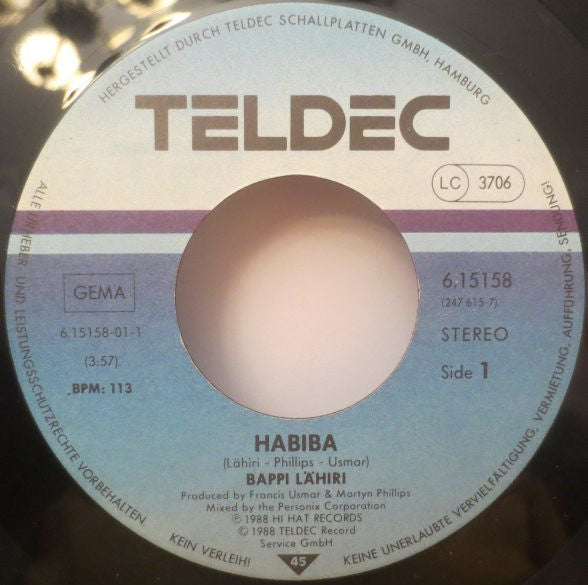 HERGESTELLT DURCH TELDEC SCHALLPLATTEN GMBH, HAMBURG
TELDEC
LC 3706
GEMA
6.15158-01-1
(3:57)
BPM: 113
6.15158
(247 615-7)
STEREO
Side 1
HABIBA
(Lähiri - Phillips - Usmar)
BAPPI LÄHIRI
Produced by Francis Usmar & Martyn Phillips
Mixed by the Personix Corporation
℗ 1988 HI HAT RECORDS
© 1988 TELDEC Record
Service GmbH
45
ALLE URHEBER- UND LEISTUNGSSCHUTZRECHTE VORBEHALTEN.
KEIN VERLEIH!
KEINE UNERLAUBTE VERVIELFÄLTIGUNG, VERMIETUNG, AUFFÜHRUNG, SENDUNG!